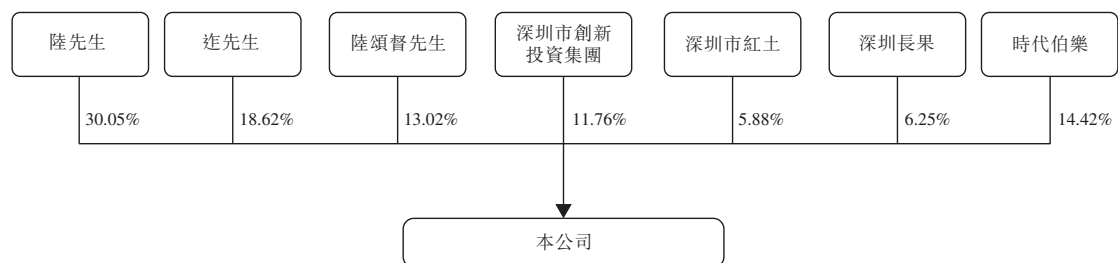 陸先生
迮先生
陸頌督先生
深圳市創新
投資集團
深圳市紅土
深圳長果
時代伯樂
30.05%
18.62%
13.02%
11.76%
5.88%
6.25%
14.42%
本公司